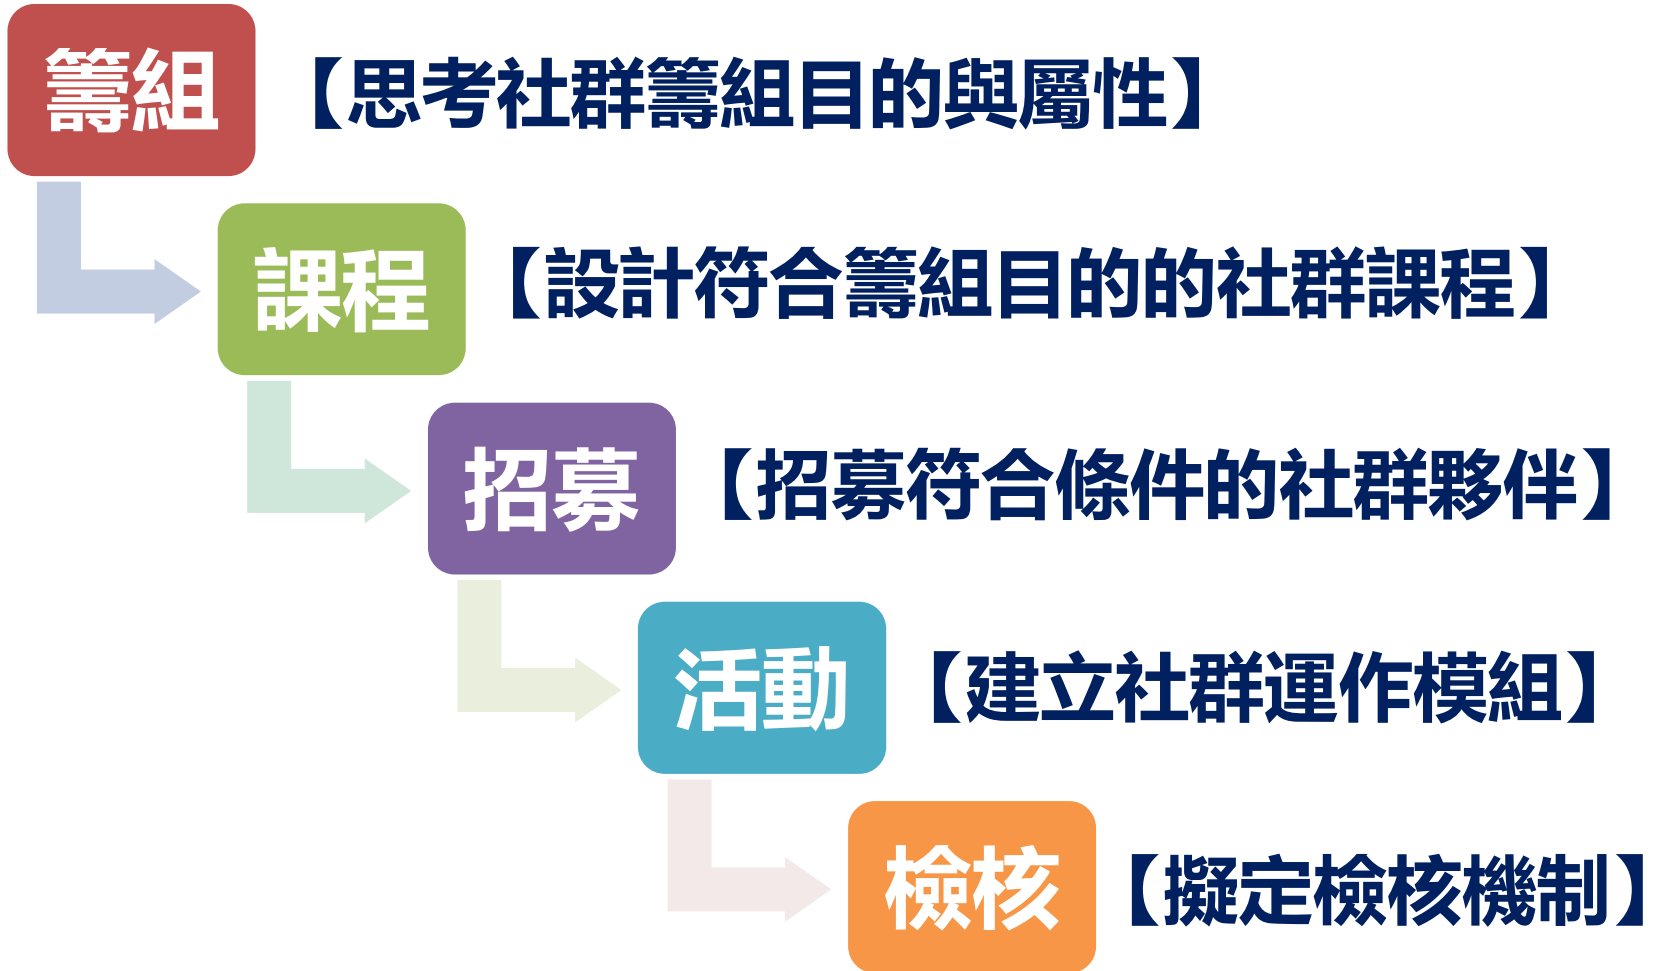 籌組 【思考社群籌組目的與屬性】
課程 【設計符合籌組目的的社群課程】
招募 【招募符合條件的社群夥伴】
活動 【建立社群運作模組】
檢核 【擬定檢核機制】